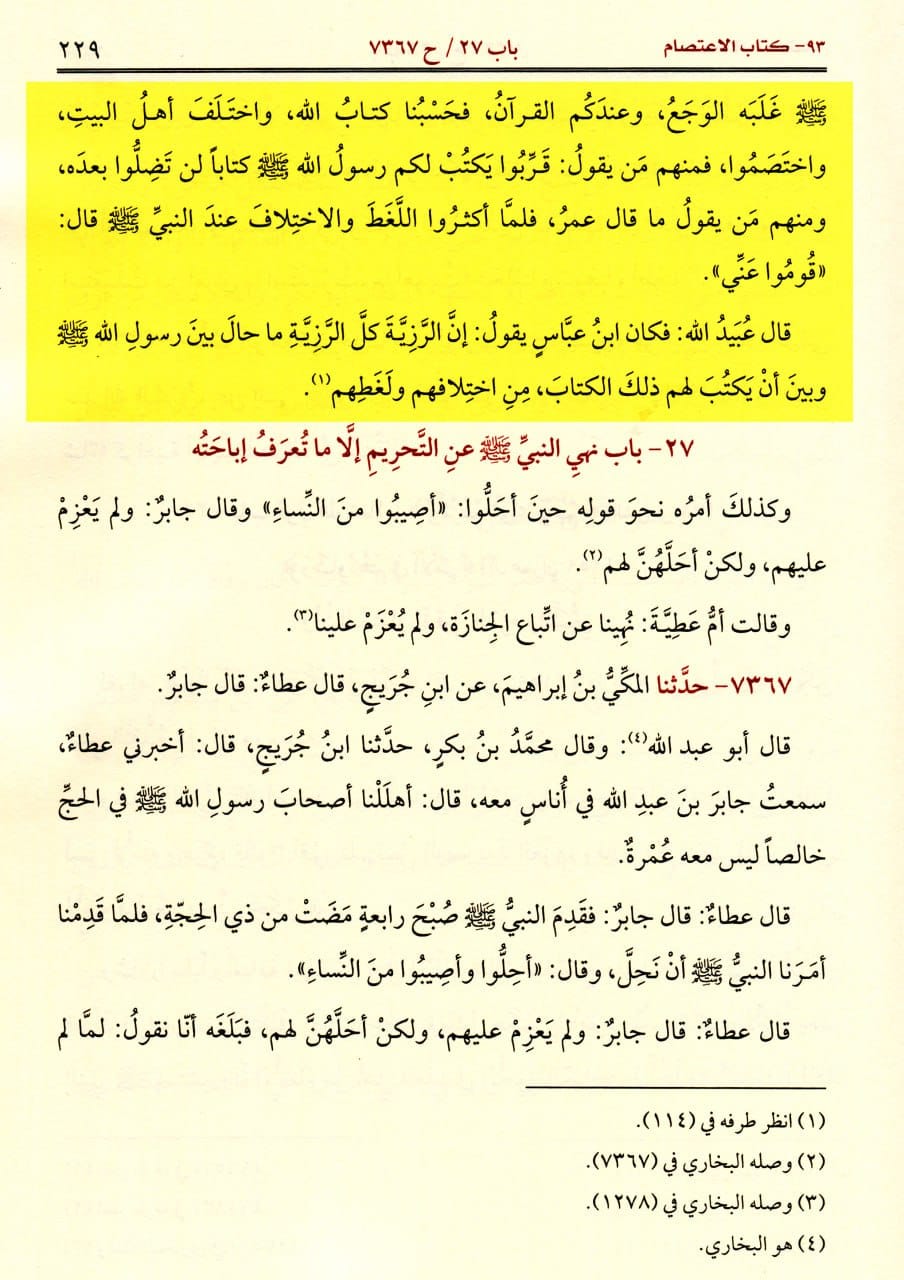 ٩٣- كتاب الاعتصام باب ٢٧ / ح ٧٣٦٧ ٢٢٩
ﷺ غَلَبَه الوَجَعُ، وعندَكُم القرآنُ، فحَسْبُنا كتابُ الله، واختَلَفَ أهلُ البيتِ،
واختَصَمُوا، فمنهم مَن يقولُ: قَرِّبُوا يَكتُبْ لكم رسولُ الله ﷺ كتاباً لن تَضِلُّوا بعدَه،
ومنهم مَن يقولُ ما قال عمرُ، فلمَّا أكثرُوا اللَّغَطَ والاختِلافَ عندَ النبيِّ ﷺ قال:
«قُومُوا عَنِّي».
قال عُبَيدُ الله: فكان ابنُ عبَّاسٍ يقولُ: إنَّ الرَّزِيَّةَ كلَّ الرَّزِيَّةِ ما حالَ بينَ رسولِ الله ﷺ
وبينَ أنْ يَكتُبَ لهم ذلكَ الكتابَ، مِنِ اختِلافهم ولَغَطِهم(١).
٢٧- باب نهيِ النبيِّ ﷺ عنِ التَّحرِيمِ إلَّا ما تُعرَفُ إباحَتُه
وكذلكَ أمرُه نحوَ قولِه حينَ أحَلُّوا: «أصِيبُوا منَ النِّساءِ» وقال جابرٌ: ولم يَعْزِمْ
عليهم، ولكنْ أحَلَّهُنَّ لهم(٢).
وقالت أمُّ عَطِيَّةَ: نُهِينا عن اتِّباع الجِنازَة، ولم يُعْزَمْ علينا(٣).
٧٣٦٧- حدَّثنا المكِّيُّ بنُ إبراهيمَ، عن ابنِ جُرَيجٍ، قال عطاءٌ: قال جابرٌ.
قال أبو عبد الله(٤): وقال محمَّدُ بنُ بكرٍ، حدَّثنا ابنُ جُرَيجٍ، قال: أخبرني عطاءٌ،
سمعتُ جابرَ بنَ عبدِ الله في أُناسٍ معه، قال: أهلَلْنا أصحابَ رسولِ الله ﷺ في الحجِّ
خالصاً ليس معه عُمْرةٌ.
قال عطاءٌ: قال جابرٌ: فقَدِمَ النبيُّ ﷺ صُبْحَ رابعةٍ مَضَتْ من ذي الحِجّةِ، فلمَّا قَدِمْنا
أمَرَنا النبيُّ ﷺ أنْ نَحِلَّ، وقال: «أحِلُّوا وأصِيبُوا منَ النِّساءِ».
قال عطاءٌ: قال جابرٌ: ولم يَعْزِمْ عليهم، ولكنْ أحَلَّهُنَّ لهم، فبَلَغَه أنّا نقولُ: لمَّا لم
(١) انظر طرفه في (١١٤).
(٢) وصله البخاري في (٧٣٦٧).
(٣) وصله البخاري في (١٢٧٨).
(٤) هو البخاري.